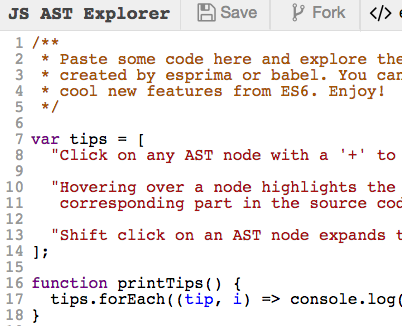 JS AST Explorer Save Fork </>
1 /**
2 * Paste some code here and explore the
3 * created by esprima or babel. You can
4 * cool new features from ES6. Enjoy!
5 */
6
7 var tips = [
8 "Click on any AST node with a '+' to
9
10 "Hovering over a node highlights the
11 corresponding part in the source cod
12
13 "Shift click on an AST node expands t
14 ];
15
16 function printTips() {
17 tips.forEach((tip, i) => console.log(
18 }